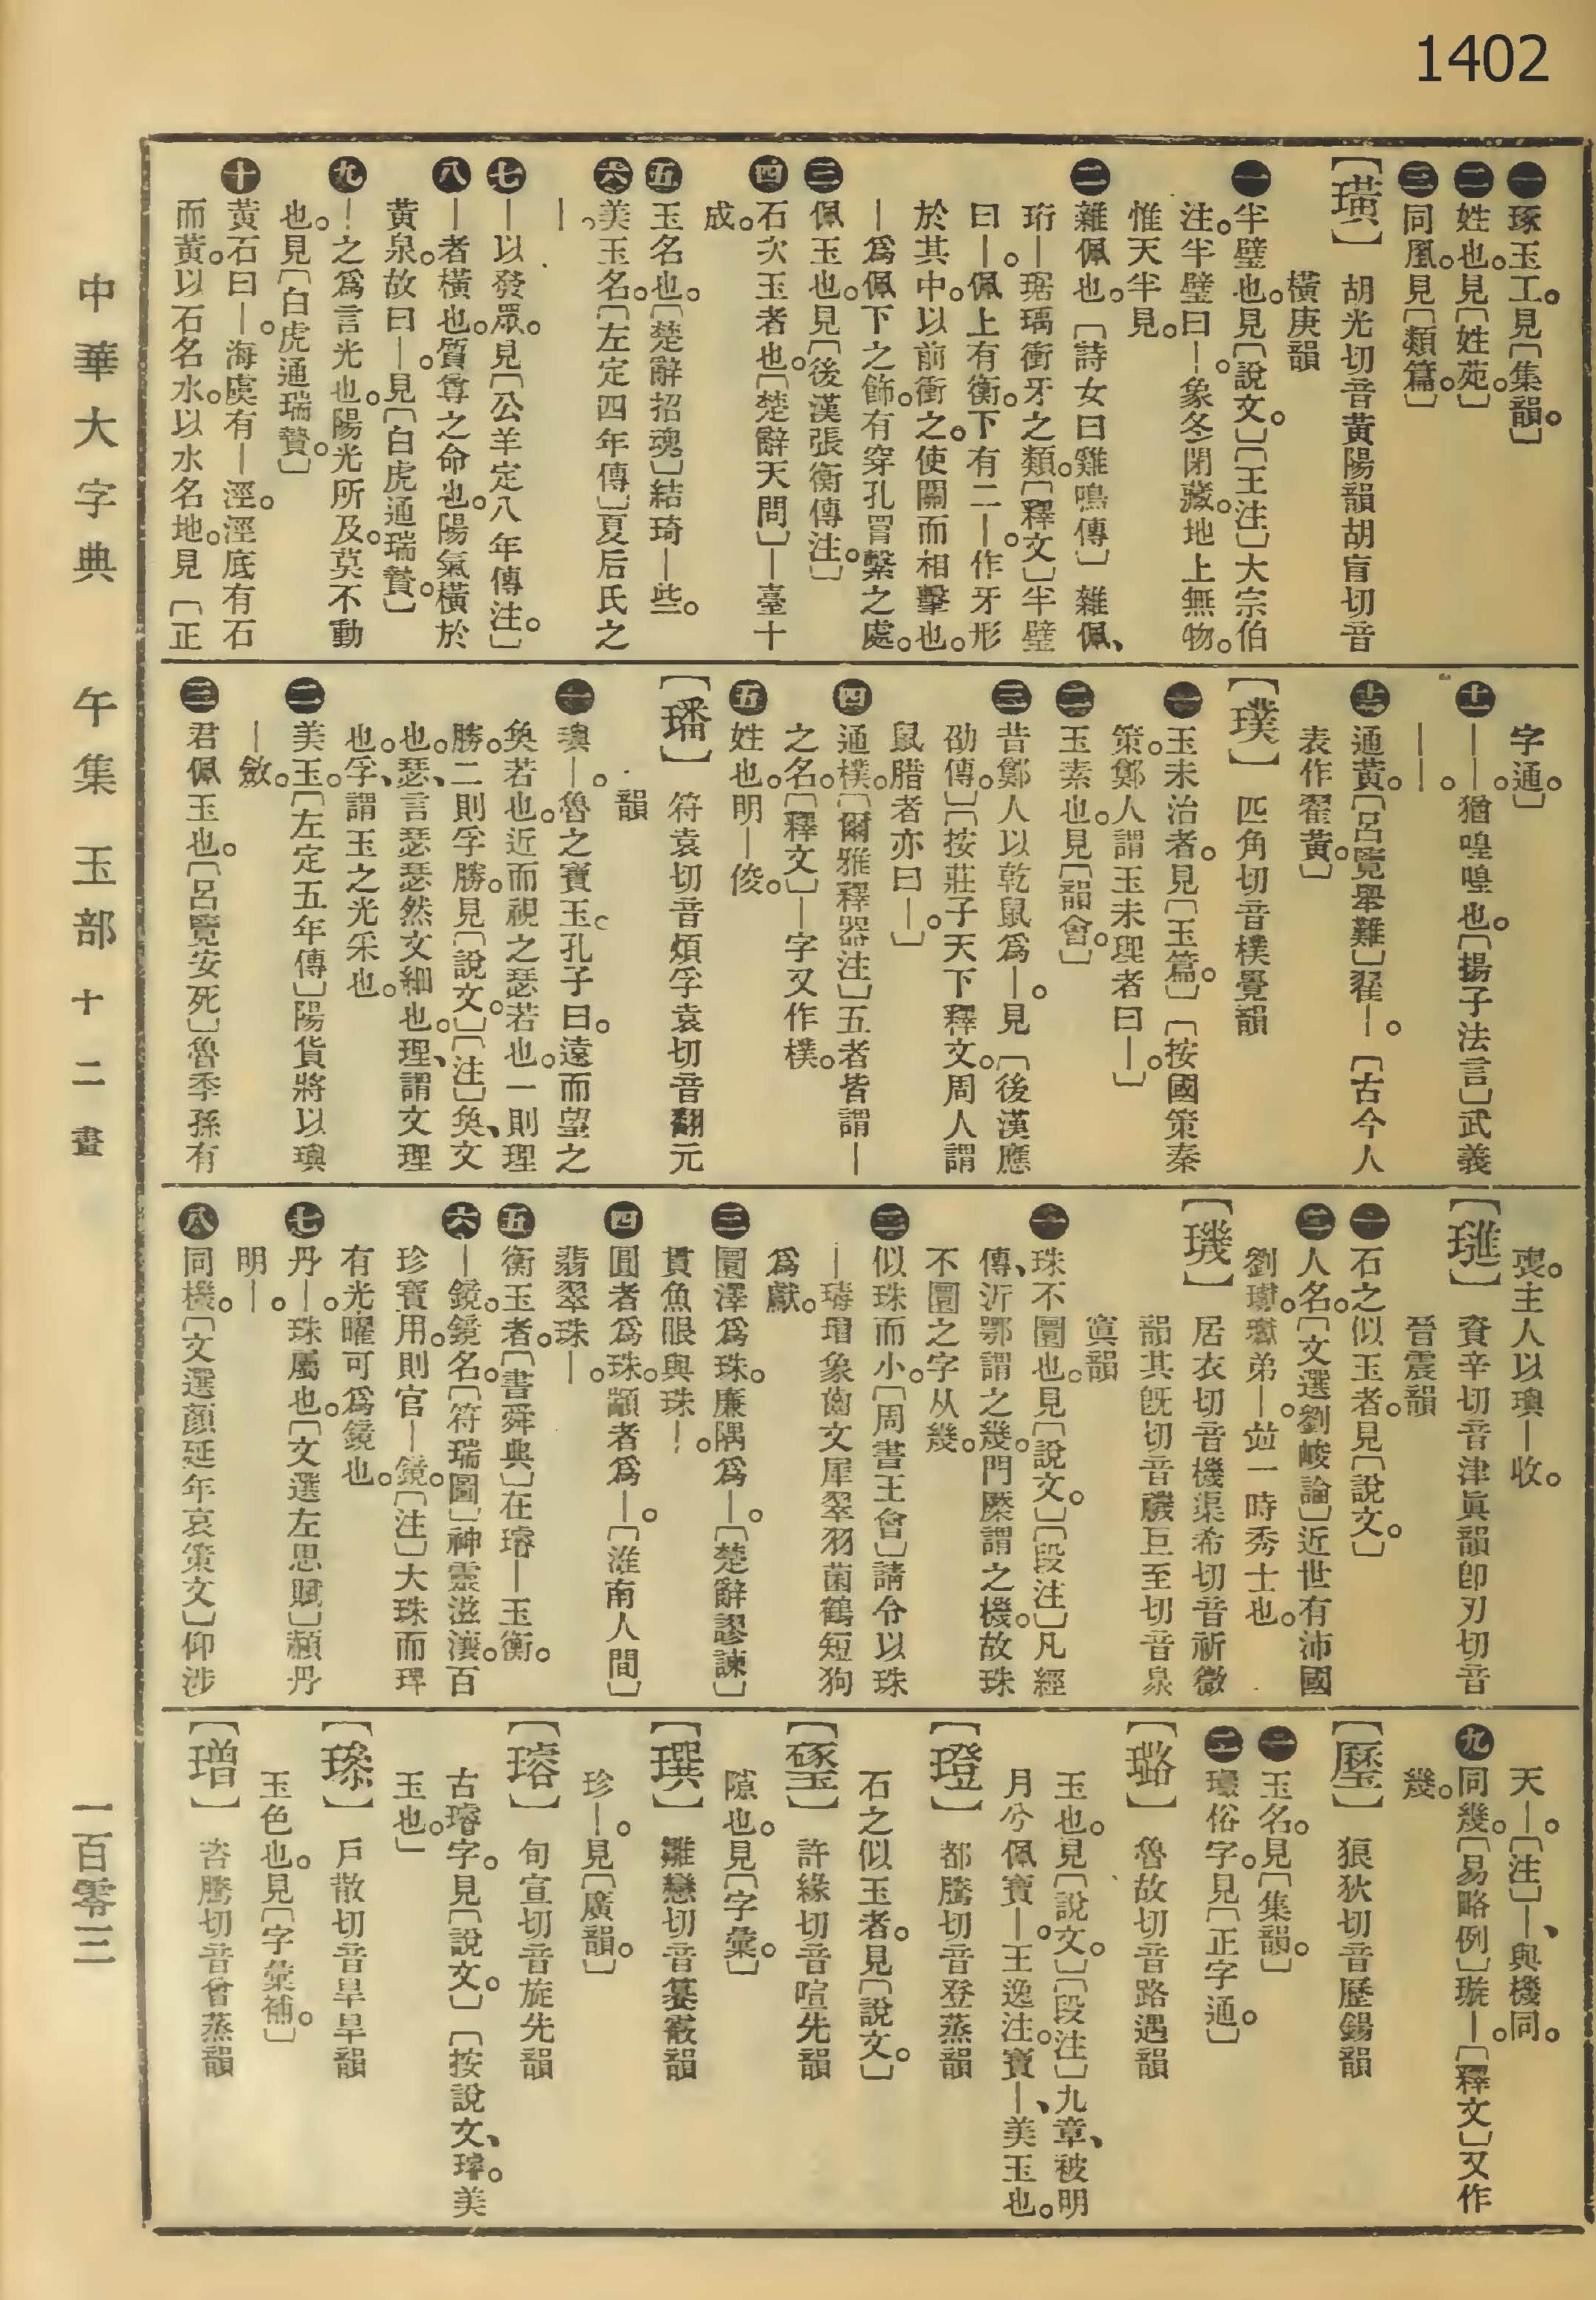 1402
㊀琢玉工。見〔集韻。〕
㊁姓也。見〔姓苑。〕
㊂同風。見〔類篇。〕
【璜】胡光切音黃陽韻胡盲切音
橫庚韻
㊀半璧也。見〔說文。〕〔王注〕大宗伯
注。半璧曰—。象冬閉藏。地上無物。
惟天半見。
㊁雜佩也。〔詩女曰雞鳴傳〕雜佩、
珩—琚瑀衝牙之類。〔釋文〕半璧
曰—。佩上有衡。下有二—。作牙形
於其中。以前衝之。使關而相擊也。
—爲佩下之飾。有穿孔冒繫之處。
㊂佩玉也。見〔後漢張衡傳注。〕
㊃石次玉者也。〔楚辭天問〕—臺十
成。
㊄玉名也。〔楚辭招魂〕結琦—些。
㊅美玉名。〔左定四年傳〕夏后氏之
—。
㊆—以發眾。見〔公羊定八年傳注。〕
㊇—者橫也。質尊之命也。陽氣橫於
黃泉。故曰—。見〔白虎通瑞贄。〕
㊈—之爲言光也。陽光所及。莫不動
也。見〔白虎通瑞贄。〕
㊉黃石曰—。海虞有—涇。涇底有石
而黃。以石名水。以水名地。見〔正
字通。〕
⑪——。猶喤喤也。〔揚子法言〕武義
——。
⑫通黃。〔呂覽舉難〕翟—。〔古今人
表作翟黃。〕
【璞】匹角切音樸覺韻
㊀玉未治者。見〔玉篇。〕〔按國策秦
策。鄭人謂玉未理者曰—。〕
㊁玉素也。見〔韻會。〕
㊂昔鄭人以乾鼠爲—。見〔後漢應
劭傳。〕〔按莊子天下釋文。周人謂
鼠腊者亦曰—。〕
㊃通樸。〔爾雅釋器注〕五者皆謂—
之名。〔釋文〕—字又作樸。
㊄姓也。明—俊。
【璠】符袁切音煩孚袁切音翻元
韻
㊀璵—。魯之寶玉。孔子曰。遠而望之
奐若也。近而視之瑟若也。一則理
勝。二則孚勝。見〔說文。〕〔注〕奐、文
也。瑟、言瑟瑟然文細也。理、謂文理
也。孚、謂玉之光采也。
㊁美玉。〔左定五年傳〕陽貨將以璵
—斂。
㊂君佩玉也。〔呂覽安死〕魯季孫有
喪。主人以璵—收。
【璡】資辛切音津眞韻卽刃切音
晉震韻
㊀石之似玉者。見〔說文。〕
㊁人名。〔文選劉峻論〕近世有沛國
劉瓛。瓛弟—。竝一時秀士也。
【璣】居衣切音機渠希切音祈微
韻其旣切音禨巨至切音臮
寘韻
㊀珠不圜也。見〔說文。〕〔段注〕凡經
傳、沂鄂謂之幾。門橜謂之機。故珠
不圜之字从幾。
㊁似珠而小。〔周書王會〕請令以珠
—瑇瑁象齒文犀翠羽菌鶴短狗
爲獻。
㊂圜澤爲珠。廉隅爲—。〔楚辭謬諫〕
貫魚眼與珠—。
㊃圓者爲珠。纇者爲—。〔淮南人間〕
翡翠珠—。
㊄衡玉者。〔書舜典〕在璿—玉衡。
㊅—鏡。鏡名。〔符瑞圖〕神靈滋液。百
珍寶用。則官—鏡。〔注〕大珠而琕
有光曜可爲鏡也。
㊆丹—。珠屬也。〔文選左思賦〕頳丹
明—。
㊇同機。〔文選顏延年哀策文〕仰涉
天—。〔注〕—、與機同。
㊈同幾。〔易略例〕璇—。〔釋文〕又作
幾。
【㻺】狼狄切音歷錫韻
㊀玉名。見〔集韻。〕
㊁瓅俗字。見〔正字通。〕
【璐】魯故切音路遇韻
玉也。見〔說文。〕〔段注〕九章、被明
月兮佩寶—。王逸注。寶—、美玉也。
【璒】都騰切音登蒸韻
石之似玉者。見〔說文。〕
許緣切音喧先韻
隙也。見〔字彙。〕
【㻸】雛戀切音篹霰韻
珍—。見〔廣韻。〕
【璿】旬宣切音旋先韻
古璿字。見〔說文。〕〔按說文、璿。美
玉也。〕
戶散切音旱旱韻
玉色也。見〔字彙補。〕
【璔】咨騰切音曾蒸韻
中華大字典　午集　玉部　十二畫
一百零三